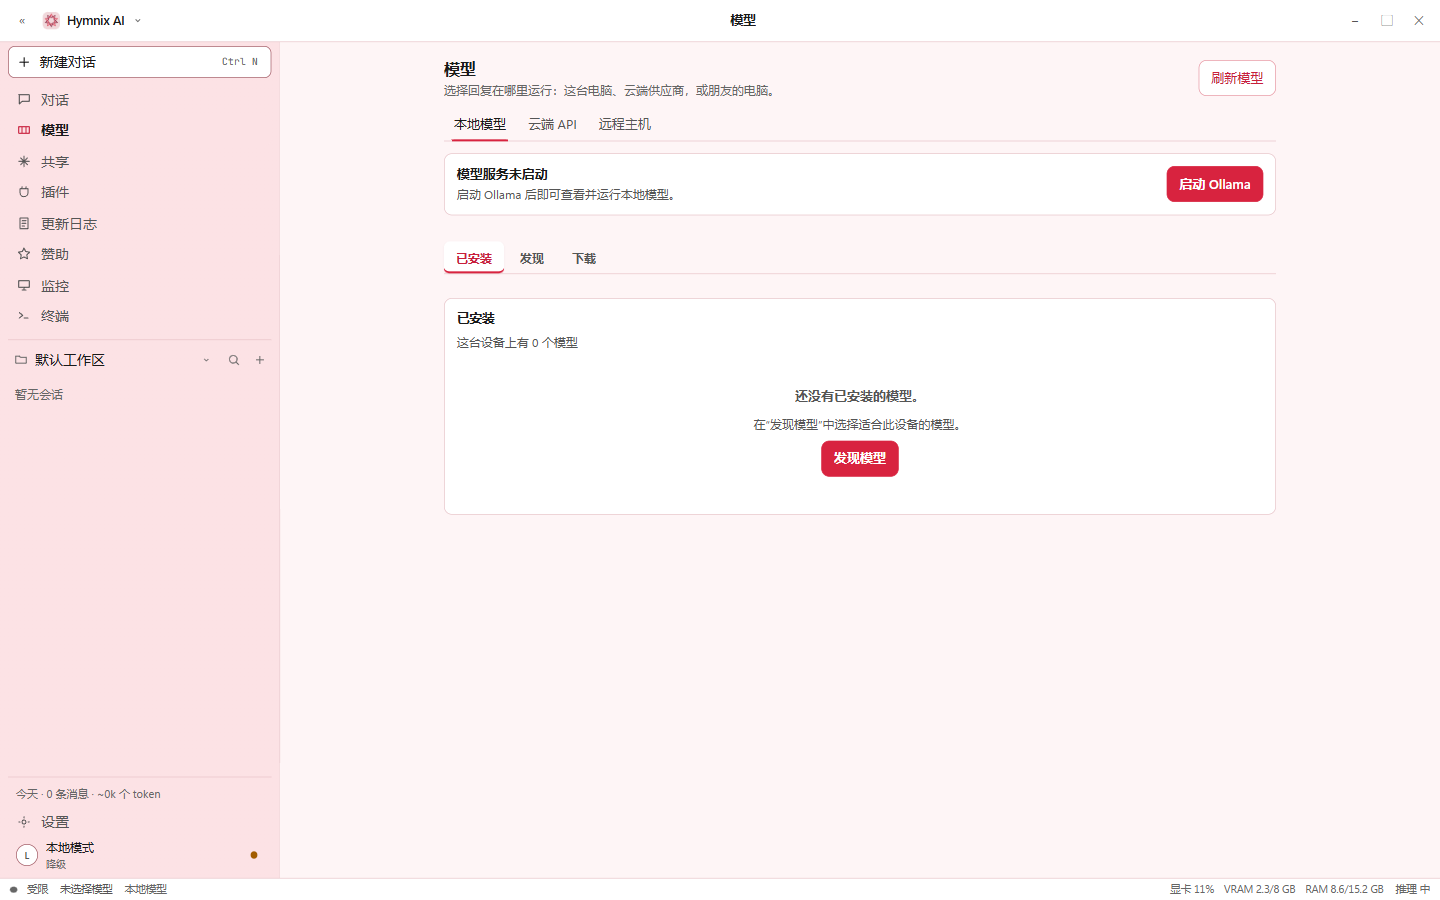 « Hymnix AI
模型
新建对话 Ctrl N
对话
模型
共享
插件
更新日志
赞助
监控
终端
默认工作区
暂无会话
今天 · 0 条消息 · ~0k 个 token
设置
L 本地模式
降级
模型
选择回复在哪里运行：这台电脑、云端供应商，或朋友的电脑。
刷新模型
本地模型 云端 API 远程主机
模型服务未启动
启动 Ollama 后即可查看并运行本地模型。
启动 Ollama
已安装 发现 下载
已安装
这台设备上有 0 个模型
还没有已安装的模型。
在“发现模型”中选择适合此设备的模型。
发现模型
受限 未选择模型 本地模型
显卡 11% VRAM 2.3/8 GB RAM 8.6/15.2 GB 推理 中